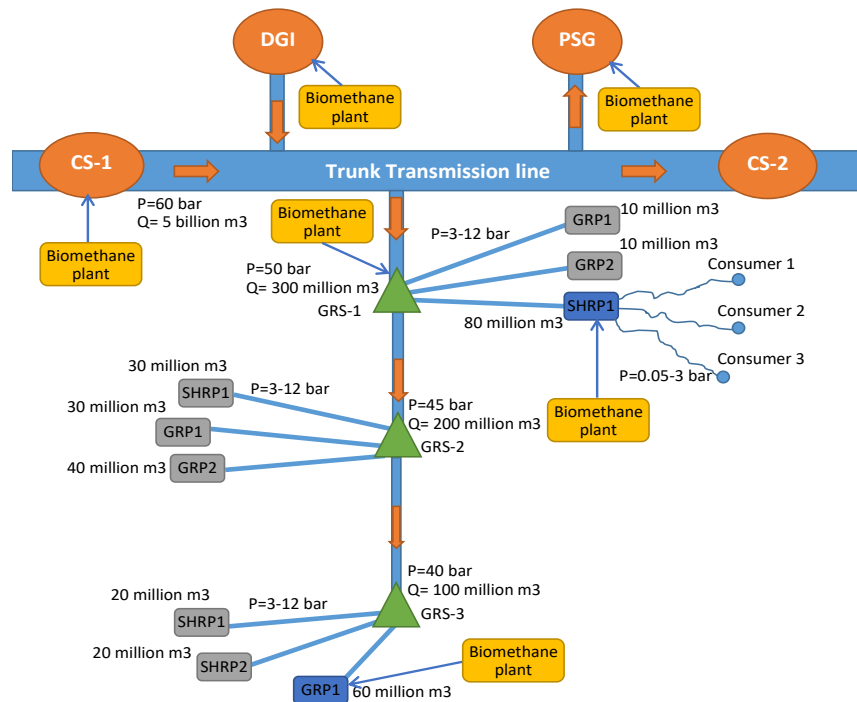 DGI
PSG
Biomethane
plant
Biomethane
plant
CS-1
Trunk Transmission line
CS-2
P=60 bar
Q= 5 billion m3
Biomethane
plant
Biomethane
plant
P=50 bar
Q= 300 million m3
GRS-1
P=3-12 bar
GRP1
10 million m3
GRP2
10 million m3
80 million m3
SHRP1
Consumer 1
Consumer 2
Consumer 3
P=0.05-3 bar
Biomethane
plant
30 million m3
SHRP1
P=3-12 bar
30 million m3
GRP1
40 million m3
GRP2
P=45 bar
Q= 200 million m3
GRS-2
P=40 bar
Q= 100 million m3
GRS-3
20 million m3
SHRP1
P=3-12 bar
20 million m3
SHRP2
GRP1
60 million m3
Biomethane
plant